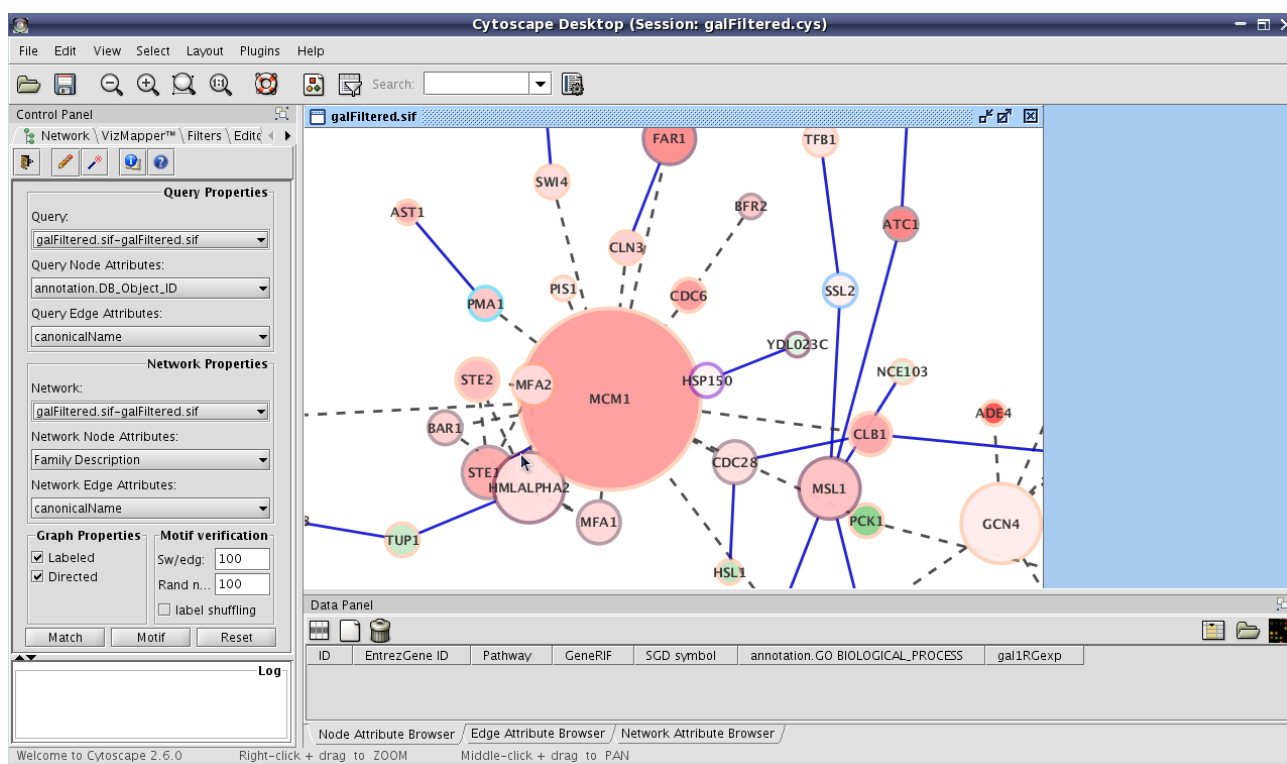 Cytoscape Desktop (Session: galFiltered.cys)
File Edit View Select Layout Plugins Help
Search:
Control Panel
galFiltered.sif
Network VizMapper™ Filters Edito
Query Properties
Query:
galFiltered.sif-galFiltered.sif
Query Node Attributes:
annotation.DB_Object_ID
Query Edge Attributes:
canonicalName
Network Properties
Network:
galFiltered.sif-galFiltered.sif
Network Node Attributes:
Family Description
Network Edge Attributes:
canonicalName
Graph Properties
Labeled
Directed
Motif verification
Sw/edg: 100
Rand n... 100
label shuffling
Match Motif Reset
Log
FAR1
TFB1
SWI4
AST1
BFR2
ATC1
CLN3
PIS1
CDC6
SSL2
PMA1
YDL023C
STE2
MFA2
HSP150
NCE103
MCM1
ADE4
BAR1
CLB1
CDC28
STE1
HMLALPHA2
MSL1
MFA1
PCK1
GCN4
TUP1
HSL1
Data Panel
ID EntrezGene ID Pathway GeneRIF SGD symbol annotation.GO BIOLOGICAL_PROCESS gal1RGexp
Node Attribute Browser Edge Attribute Browser Network Attribute Browser
Welcome to Cytoscape 2.6.0 Right-click + drag to ZOOM Middle-click + drag to PAN